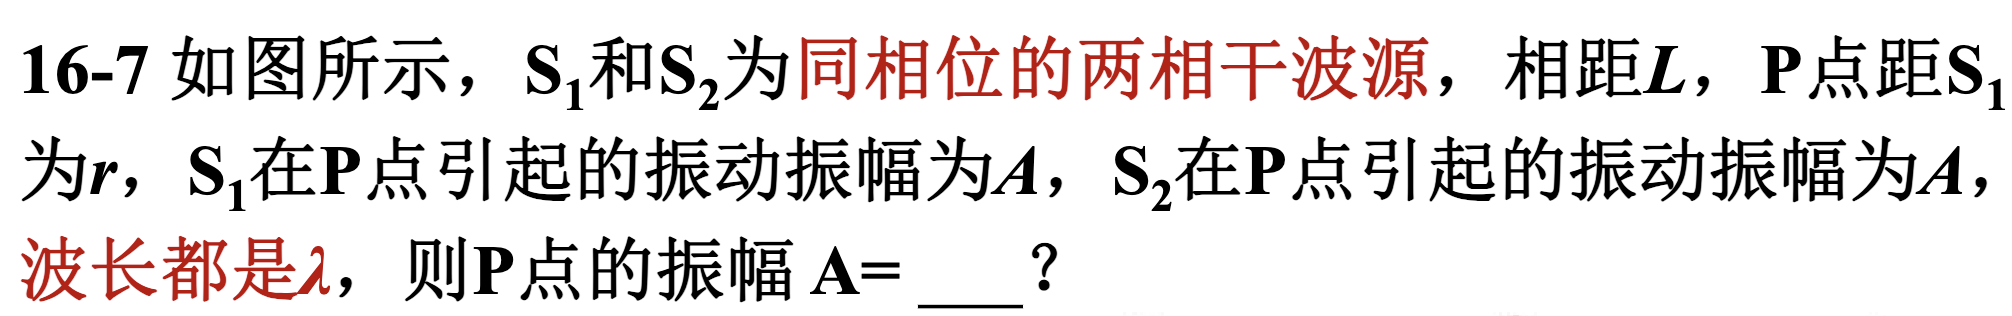 16-7 如图所示，S₁和S₂为同相位的两相干波源，相距L，P点距S₁
为r，S₁在P点引起的振动振幅为A，S₂在P点引起的振动振幅为A，
波长都是λ，则P点的振幅 A= ___？